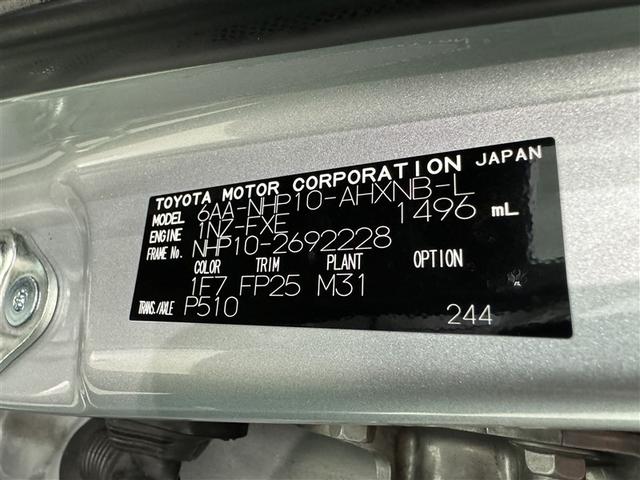 TOYOTA MOTOR CORPORATION JAPAN
MODEL 6AA-NHP10-AHXNB-L
ENGINE 1NZ-FXE 1496 mL
FRAME No. NHP10-2692228
COLOR TRIM PLANT OPTION
1F7 FP25 M31
TRANS./AXLE P510 244